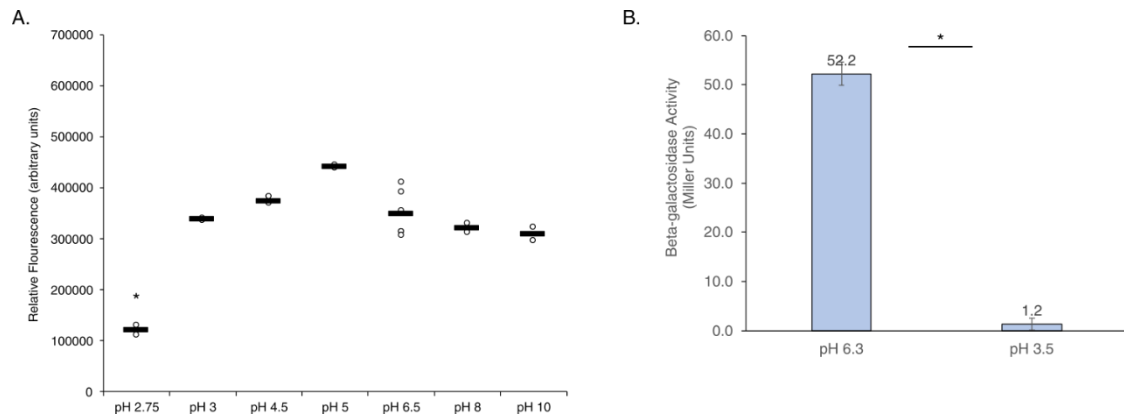 A.
Relative Flourescence (arbitrary units)
700000
600000
500000
400000
300000
200000
100000
0
*
pH 2.75 pH 3 pH 4.5 pH 5 pH 6.5 pH 8 pH 10
B.
Beta-galactosidase Activity
(Miller Units)
60.0
50.0
40.0
30.0
20.0
10.0
0.0
*
52.2
1.2
pH 6.3 pH 3.5